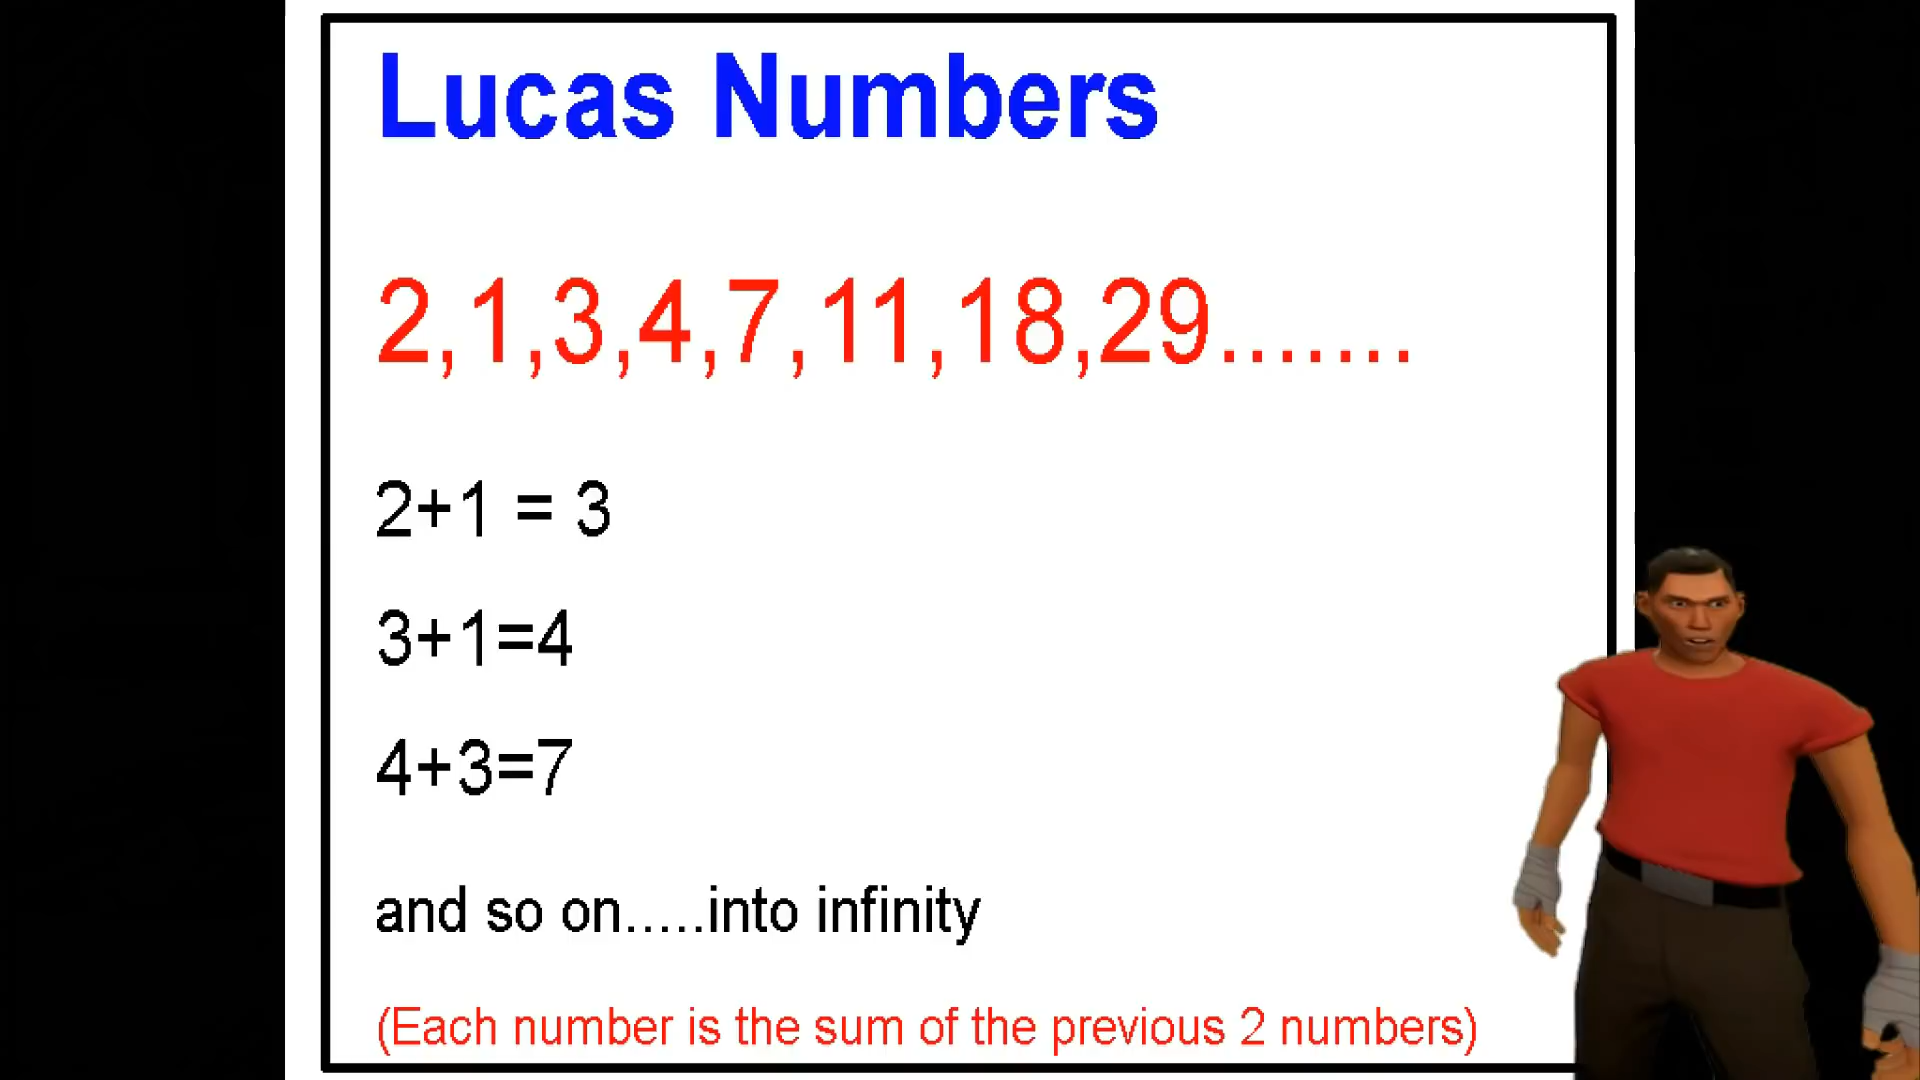 Lucas Numbers
2,1,3,4,7,11,18,29.......
2+1 = 3
3+1=4
4+3=7
and so on.....into infinity
(Each number is the sum of the previous 2 numbers)